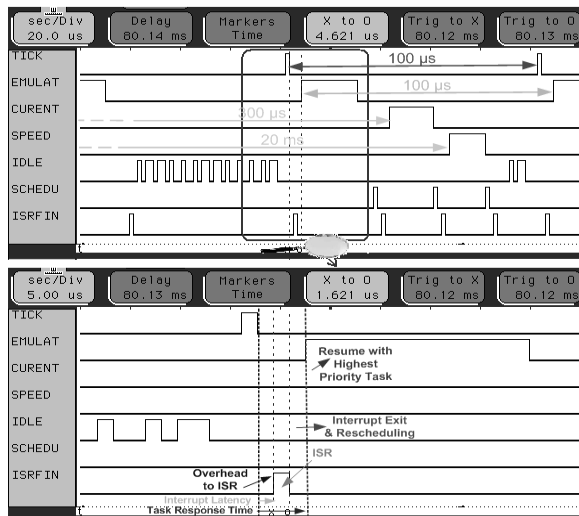 sec/Div Delay Markers X to O Trig to X Trig to O
20.0 us 80.14 ms Time 4.621 us 80.12 ms 80.13 ms
TICK
100 µs
EMULAT
100 µs
CURENT
300 µs
SPEED
20 ms
IDLE
SCHEDU
ISRFIN
sec/Div Delay Markers X to O Trig to X Trig to O
5.00 us 80.13 ms Time 1.621 us 80.12 ms 80.12 ms
TICK
EMULAT
Resume with
Highest
Priority Task
CURENT
SPEED
IDLE
Interrupt Exit
& Rescheduling
SCHEDU
ISR
ISRFIN
Overhead
to ISR
Interrupt Latency
Task Response Time
X O